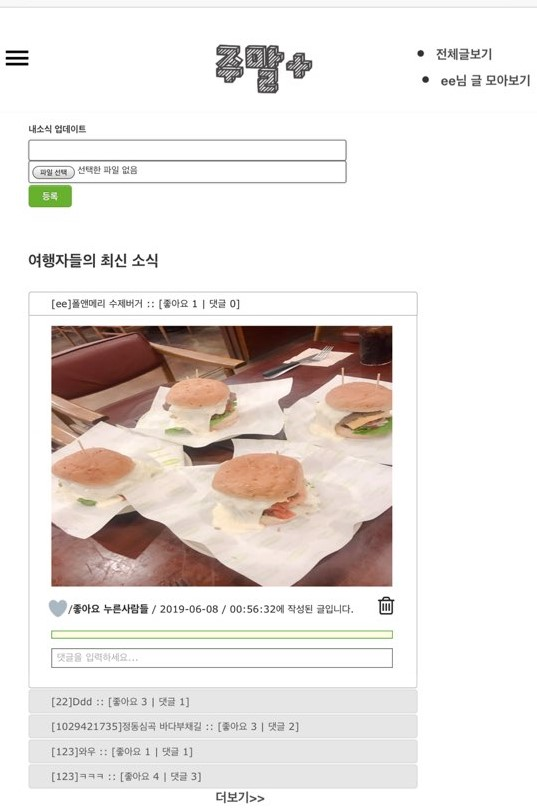 주말+
전체글보기
ee님 글 모아보기
내소식 업데이트
파일 선택 선택한 파일 없음
등록
여행자들의 최신 소식
[ee]폴앤메리 수제버거 :: [좋아요 1 | 댓글 0]
/좋아요 누른사람들 / 2019-06-08 / 00:56:32에 작성된 글입니다.
댓글을 입력하세요...
[22]Ddd :: [좋아요 3 | 댓글 1]
[1029421735]정동심곡 바다부채길 :: [좋아요 3 | 댓글 2]
[123]와우 :: [좋아요 1 | 댓글 1]
[123]ㅋㅋㅋ :: [좋아요 4 | 댓글 3]
더보기>>